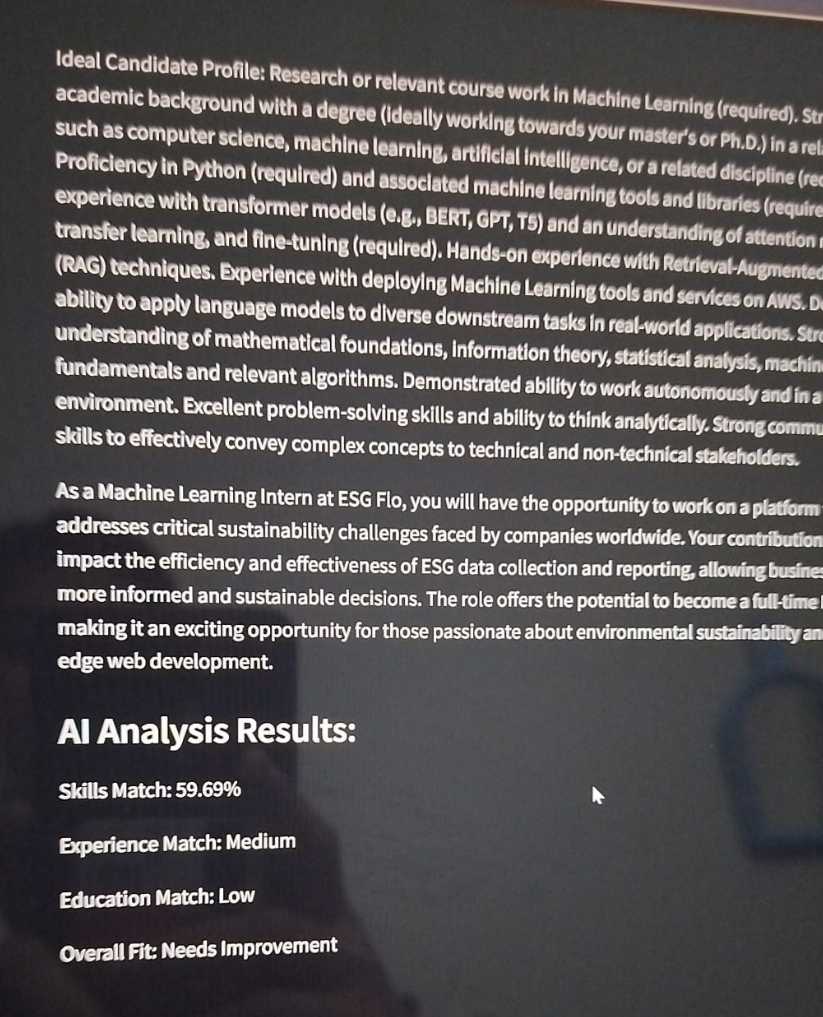 Ideal Candidate Profile: Research or relevant course work in Machine Learning (required).
academic background with a degree (ideally working towards your master's or Ph.D.) in a
such as computer science, machine learning, artificial intelligence, or a related discipline
Proficiency in Python (required) and associated machine learning tools and libraries
experience with transformer models (e.g., BERT, GPT, T5) and an understanding of attention
transfer learning, and fine-tuning (required). Hands-on experience with Retrieval-Augmented
(RAG) techniques. Experience with deploying Machine Learning tools and services on AWS.
ability to apply language models to diverse downstream tasks in real-world applications.
understanding of mathematical foundations, information theory, statistical analysis,
fundamentals and relevant algorithms. Demonstrated ability to work autonomously and in a
environment. Excellent problem-solving skills and ability to think analytically. Strong
skills to effectively convey complex concepts to technical and non-technical stakeholders.
As a Machine Learning Intern at ESG Flo, you will have the opportunity to work on a platform
addresses critical sustainability challenges faced by companies worldwide. Your
impact the efficiency and effectiveness of ESG data collection and reporting, allowing
more informed and sustainable decisions. The role offers the potential to become a full-time
making it an exciting opportunity for those passionate about environmental sustainability
edge web development.
AI Analysis Results:
Skills Match: 59.69%
Experience Match: Medium
Education Match: Low
Overall Fit: Needs Improvement